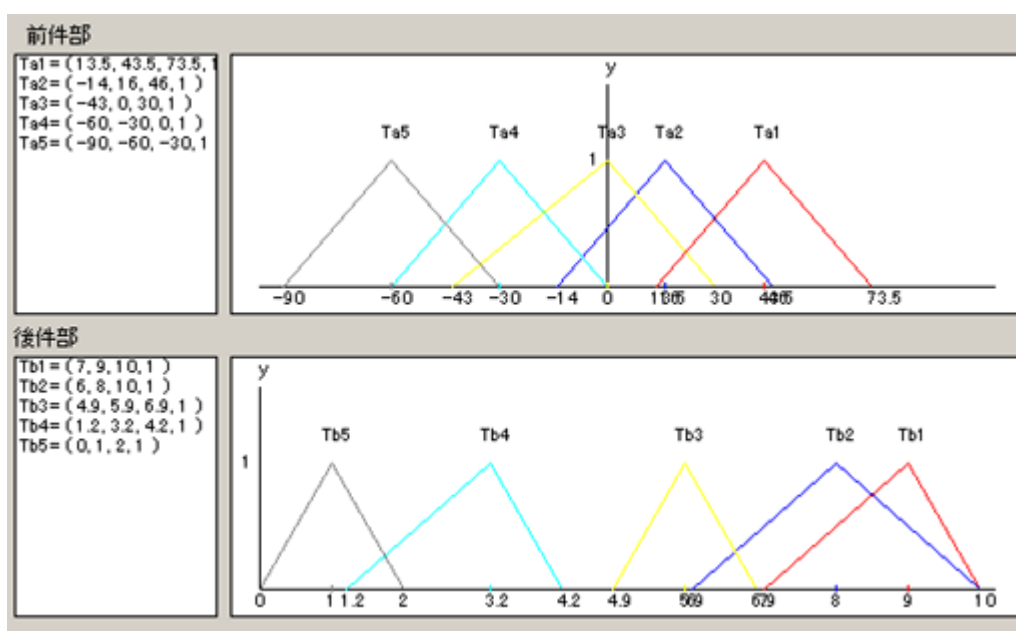 前件部
Ta1=(13.5, 43.5, 73.5, 1
Ta2=(-14, 16, 46, 1 )
Ta3=(-43, 0, 30, 1 )
Ta4=(-60, -30, 0, 1 )
Ta5=(-90, -60, -30, 1
y
Ta5 Ta4 Ta3 Ta2 Ta1
1
-90 -60 -43 -30 -14 0 30 73.5
後件部
Tb1=(7, 9, 10, 1 )
Tb2=(6, 8, 10, 1 )
Tb3=(4.9, 5.9, 6.9, 1 )
Tb4=(1.2, 3.2, 4.2, 1 )
Tb5=(0, 1, 2, 1 )
y
Tb5 Tb4 Tb3 Tb2 Tb1
1
0 1 1.2 2 3.2 4.2 4.9 8 9 10